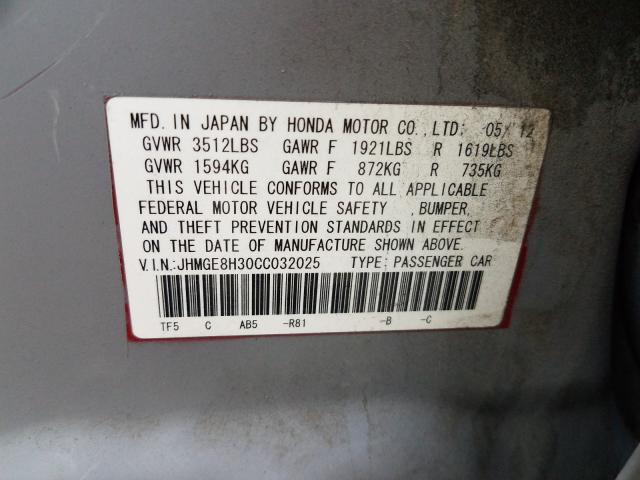 MFD. IN JAPAN BY HONDA MOTOR CO.,LTD: 05/12
GVWR 3512LBS GAWR F 1921LBS R 1619LBS
GVWR 1594KG GAWR F 872KG R 735KG
THIS VEHICLE CONFORMS TO ALL APPLICABLE
FEDERAL MOTOR VEHICLE SAFETY ,BUMPER,
AND THEFT PREVENTION STANDARDS IN EFFECT
ON THE DATE OF MANUFACTURE SHOWN ABOVE.
V.IN.:JHMGE8H30CC032025 TYPE: PASSENGER CAR
TF5 C AB5 -R81 -B -C